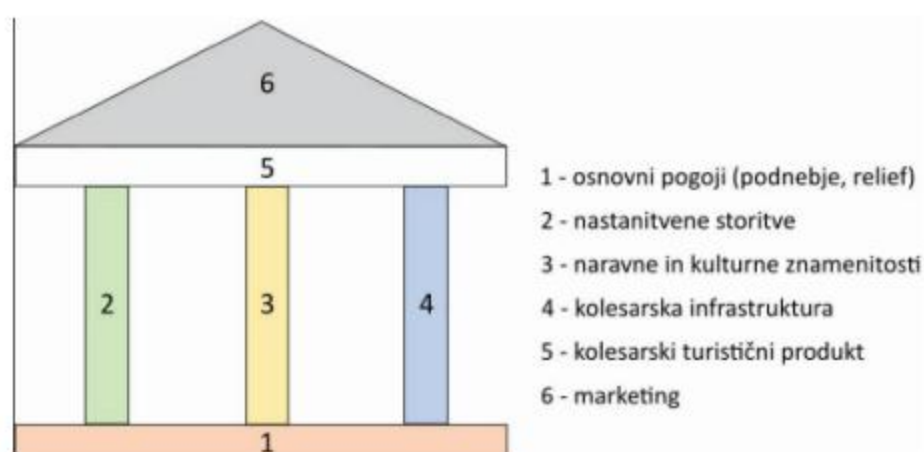 6
5
2
3
4
1
1 - osnovni pogoji (podnebje, relief)
2 - nastanitvene storitve
3 - naravne in kulturne znamenitosti
4 - kolesarska infrastruktura
5 - kolesarski turistični produkt
6 - marketing